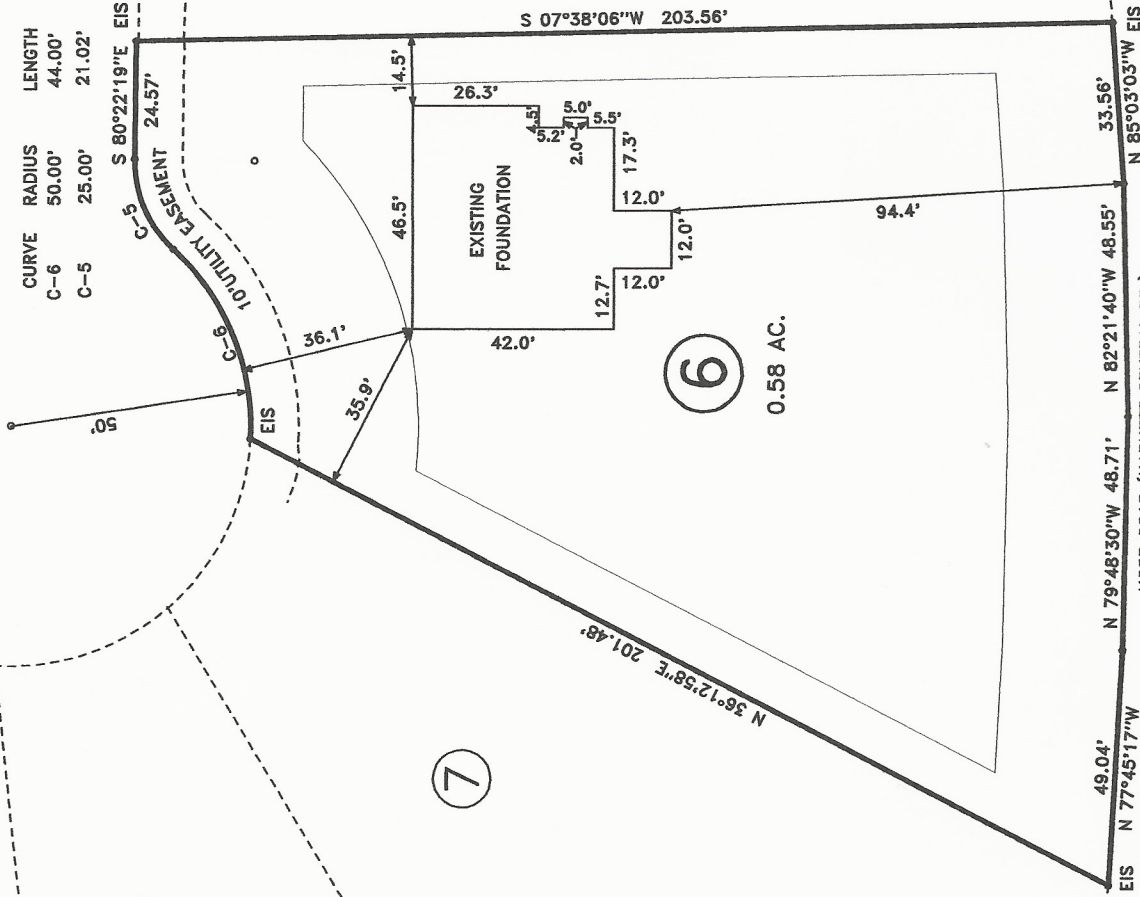 CURVE RADIUS LENGTH
C-6 50.00' 44.00'
C-5 25.00' 21.02'
S 80°22'19"E EIS
24.57'
S 07°38'06"W 203.56'
C-5
10'UTILITY EASEMENT
C-6
50'
EIS
36.1'
35.9'
14.5'
26.3'
46.5'
4.5'
5.0'
5.2'
5.5'
2.0'
17.3'
EXISTING
FOUNDATION
12.0'
12.0'
12.0'
12.7'
42.0'
94.4'
6
0.58 AC.
7
N 36°12'58"E 201.48'
33.56'
N 85°03'03"W EIS
N 82°21'40"W 48.55'
N 79°48'30"W 48.71'
49.04'
EIS N 77°45'17"W